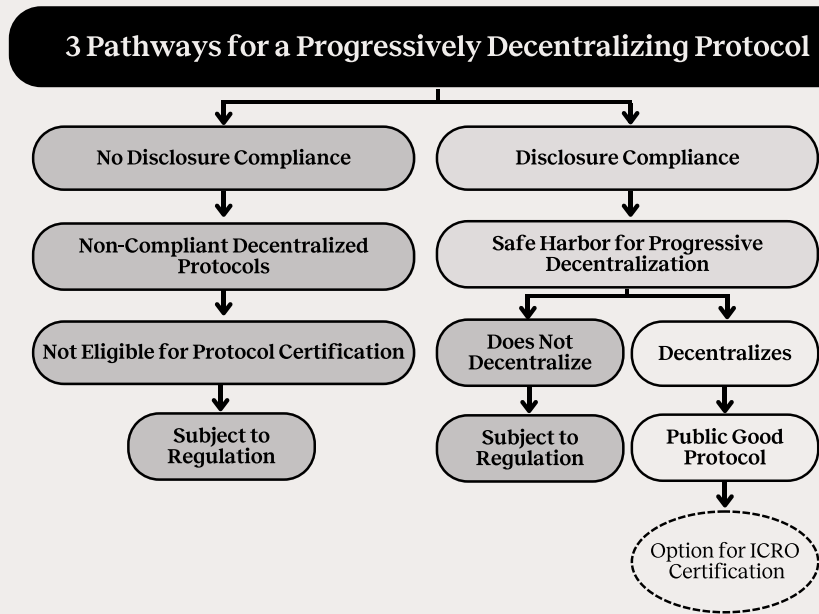 3 Pathways for a Progressively Decentralizing Protocol
No Disclosure Compliance
Disclosure Compliance
Non-Compliant Decentralized
Protocols
Safe Harbor for Progressive
Decentralization
Not Eligible for Protocol Certification
Does Not
Decentralize
Decentralizes
Subject to
Regulation
Subject to
Regulation
Public Good
Protocol
Option for ICRO
Certification